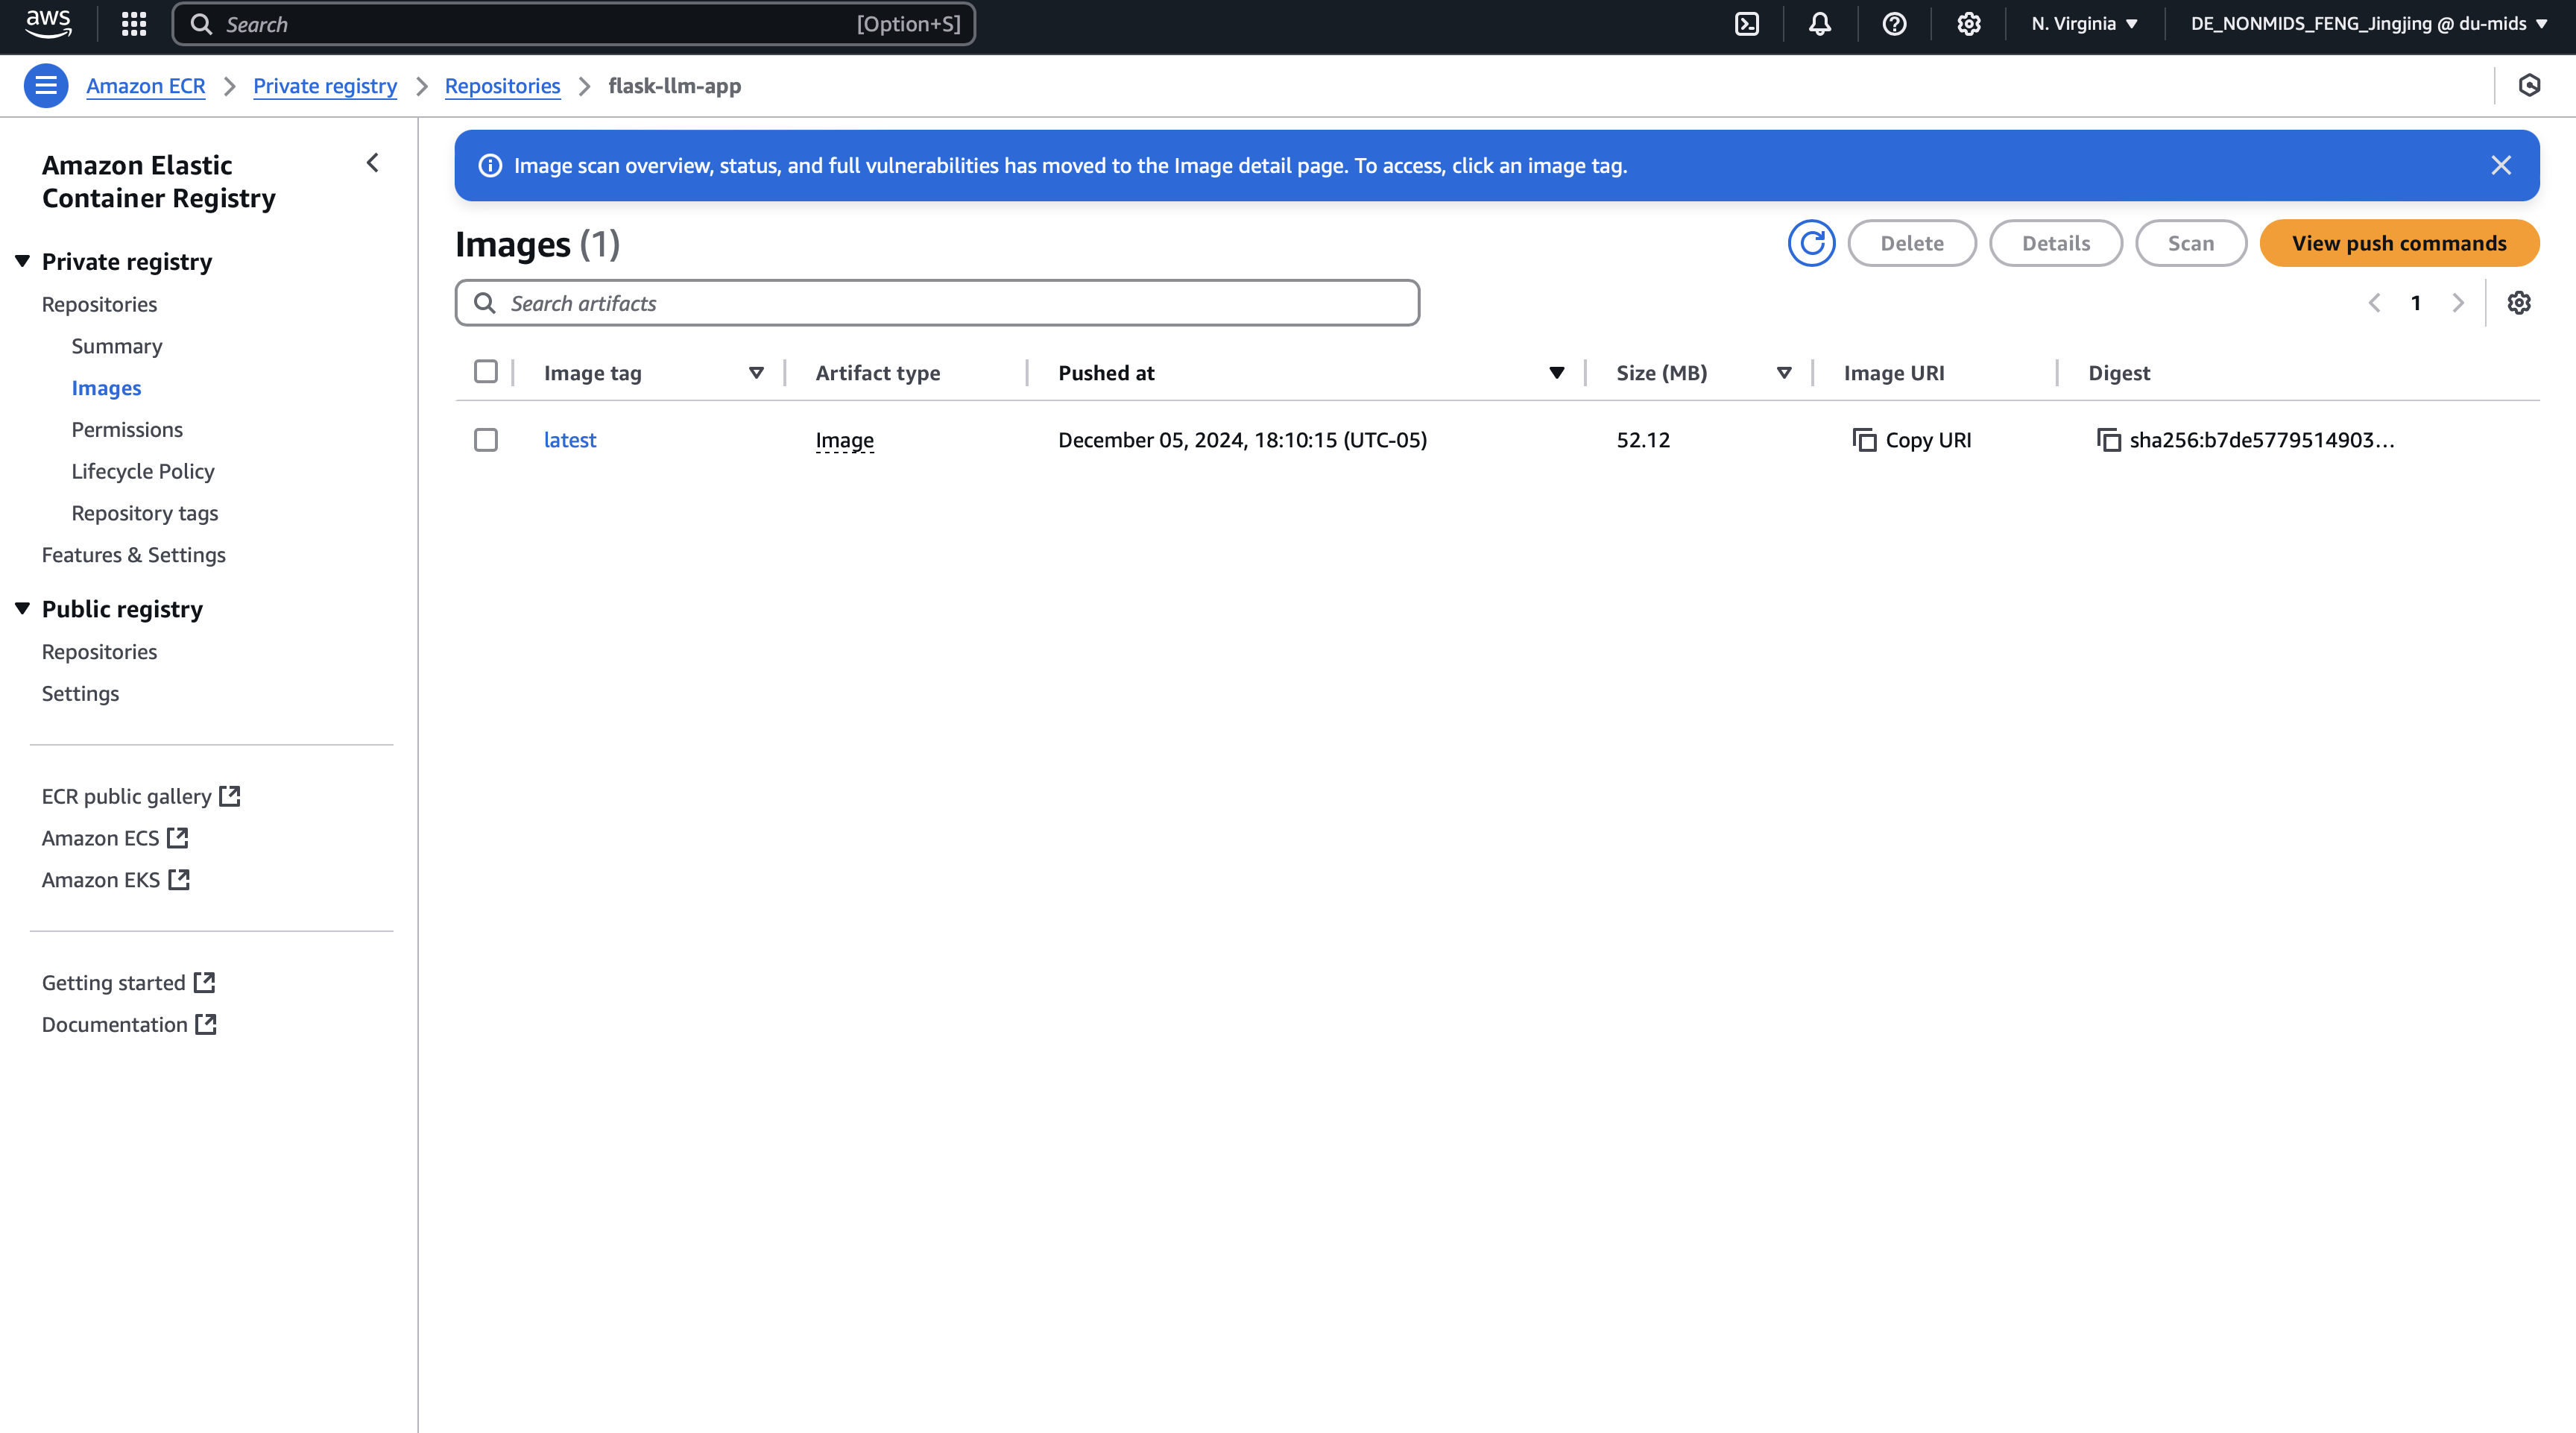 aws
Search [Option+S]
N. Virginia
DE_NONMIDS_FENG_Jingjing @ du-mids
Amazon ECR
Private registry
Repositories
flask-llm-app
Amazon Elastic
Container Registry
Private registry
Repositories
Summary
Images
Permissions
Lifecycle Policy
Repository tags
Features & Settings
Public registry
Repositories
Settings
ECR public gallery
Amazon ECS
Amazon EKS
Getting started
Documentation
Image scan overview, status, and full vulnerabilities has moved to the Image detail page. To access, click an image tag.
Images (1)
Delete
Details
Scan
View push commands
Search artifacts
1
Image tag Artifact type Pushed at Size (MB) Image URI Digest
latest Image December 05, 2024, 18:10:15 (UTC-05) 52.12 Copy URI sha256:b7de5779514903...